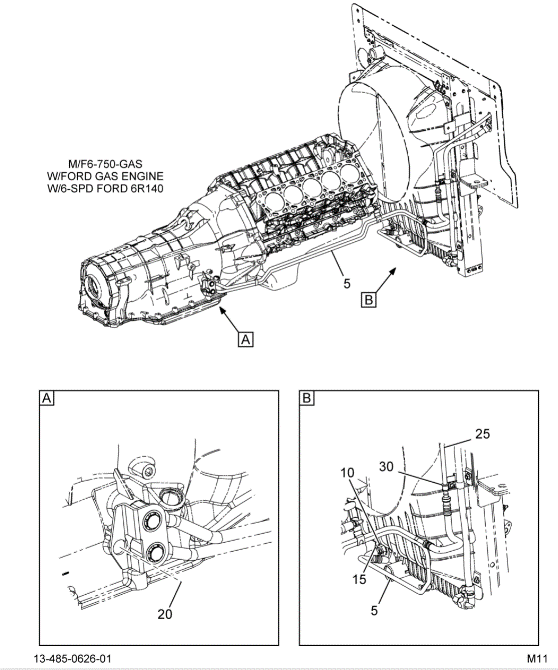 M/F6-750-GAS
W/FORD GAS ENGINE
W/6-SPD FORD 6R140
5
B
A
A
B
25
30
10
15
5
20
13-485-0626-01
M11